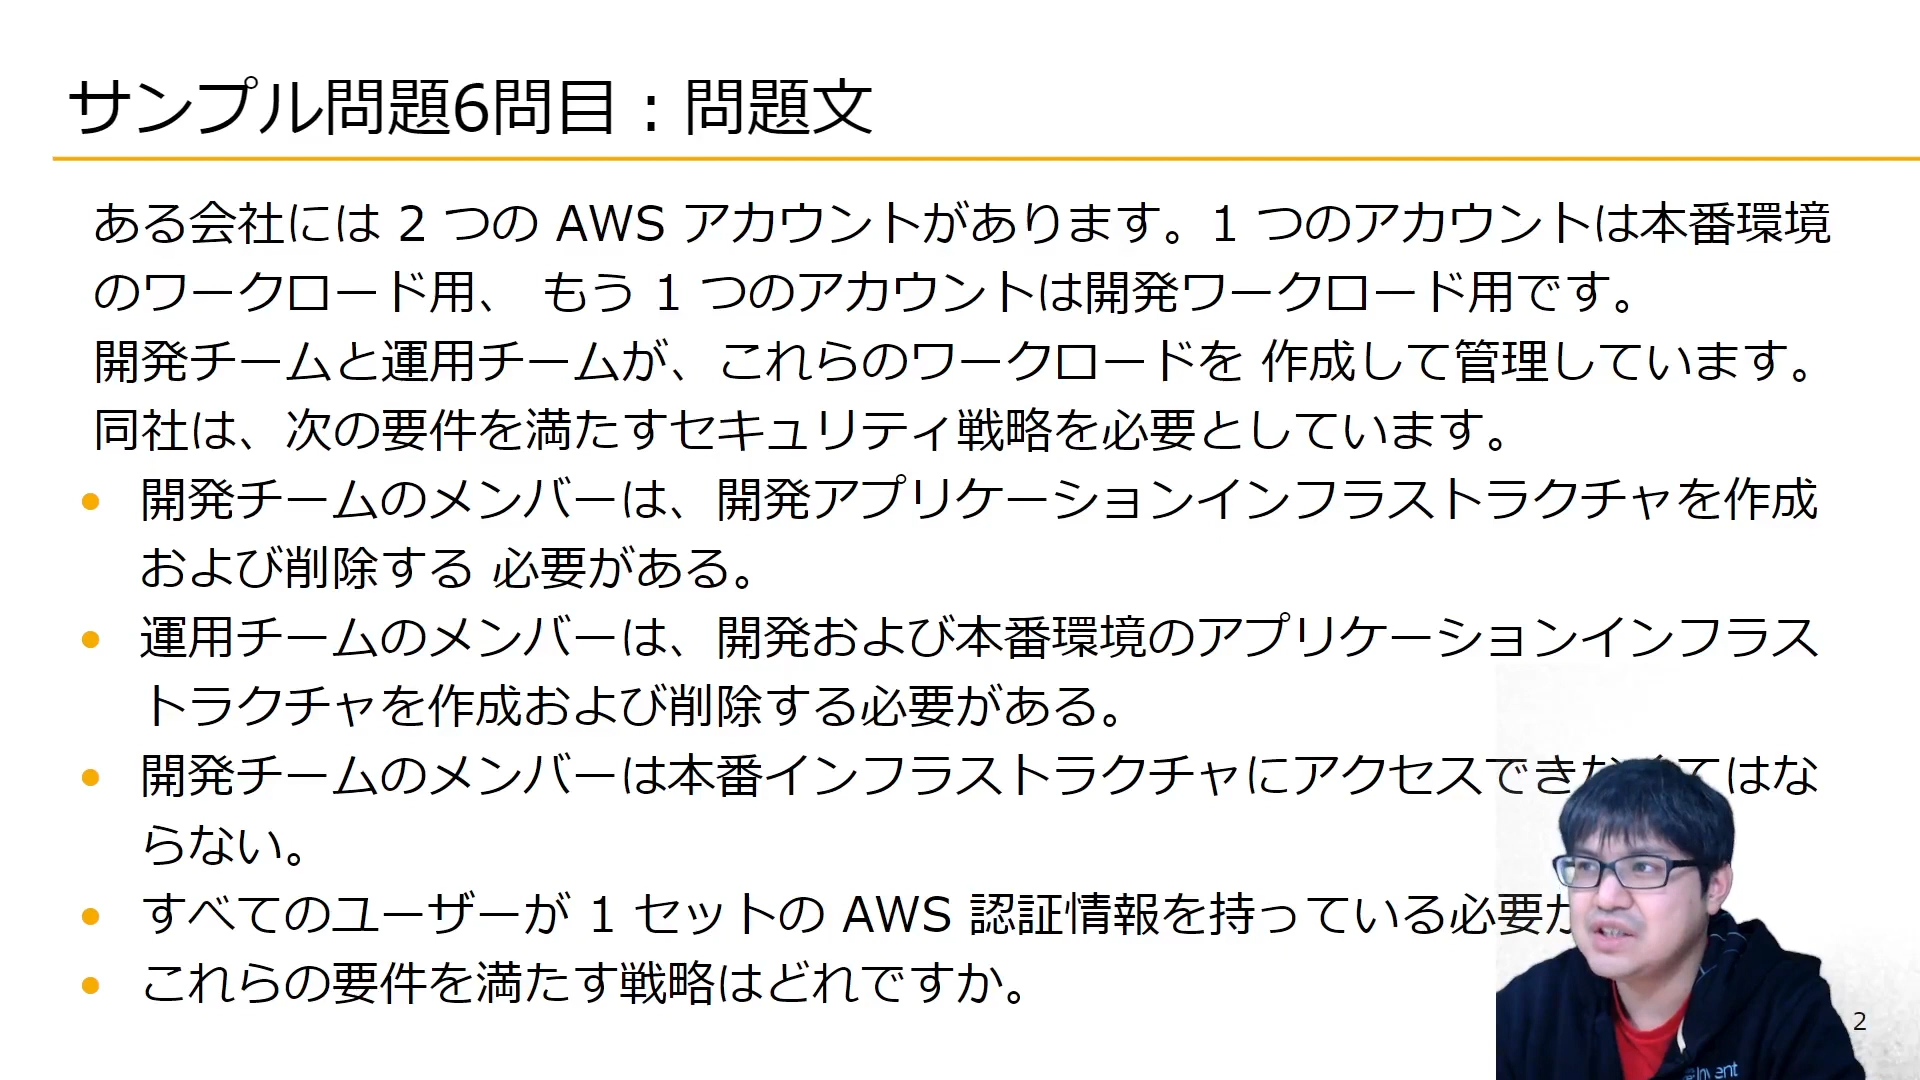 サンプル問題6問目：問題文
ある会社には 2 つの AWS アカウントがあります。1 つのアカウントは本番環境
のワークロード用、 もう 1 つのアカウントは開発ワークロード用です。
開発チームと運用チームが、これらのワークロードを 作成して管理しています。
同社は、次の要件を満たすセキュリティ戦略を必要としています。
• 開発チームのメンバーは、開発アプリケーションインフラストラクチャを作成
および削除する 必要がある。
• 運用チームのメンバーは、開発および本番環境のアプリケーションインフラス
トラクチャを作成および削除する必要がある。
• 開発チームのメンバーは本番インフラストラクチャにアクセスできなくてはな
らない。
• すべてのユーザーが 1 セットの AWS 認証情報を持っている必要が
• これらの要件を満たす戦略はどれですか。
2